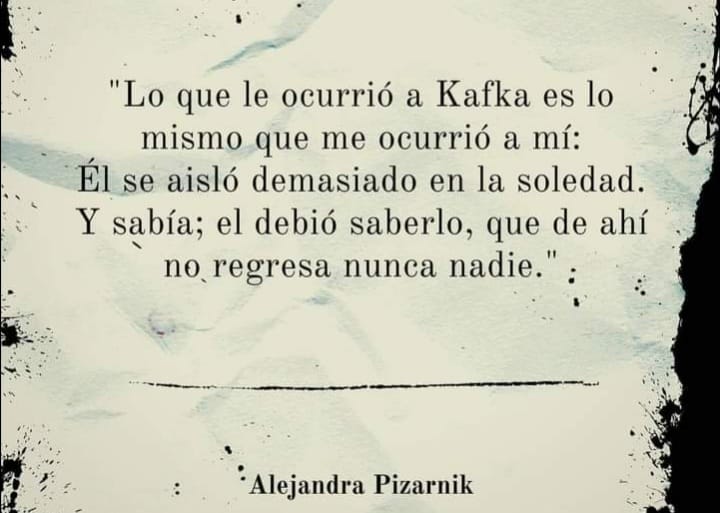 "Lo que le ocurrió a Kafka es lo
mismo que me ocurrió a mí:
Él se aisló demasiado en la soledad.
Y sabía; el debió saberlo, que de ahí
no regresa nunca nadie."
Alejandra Pizarnik